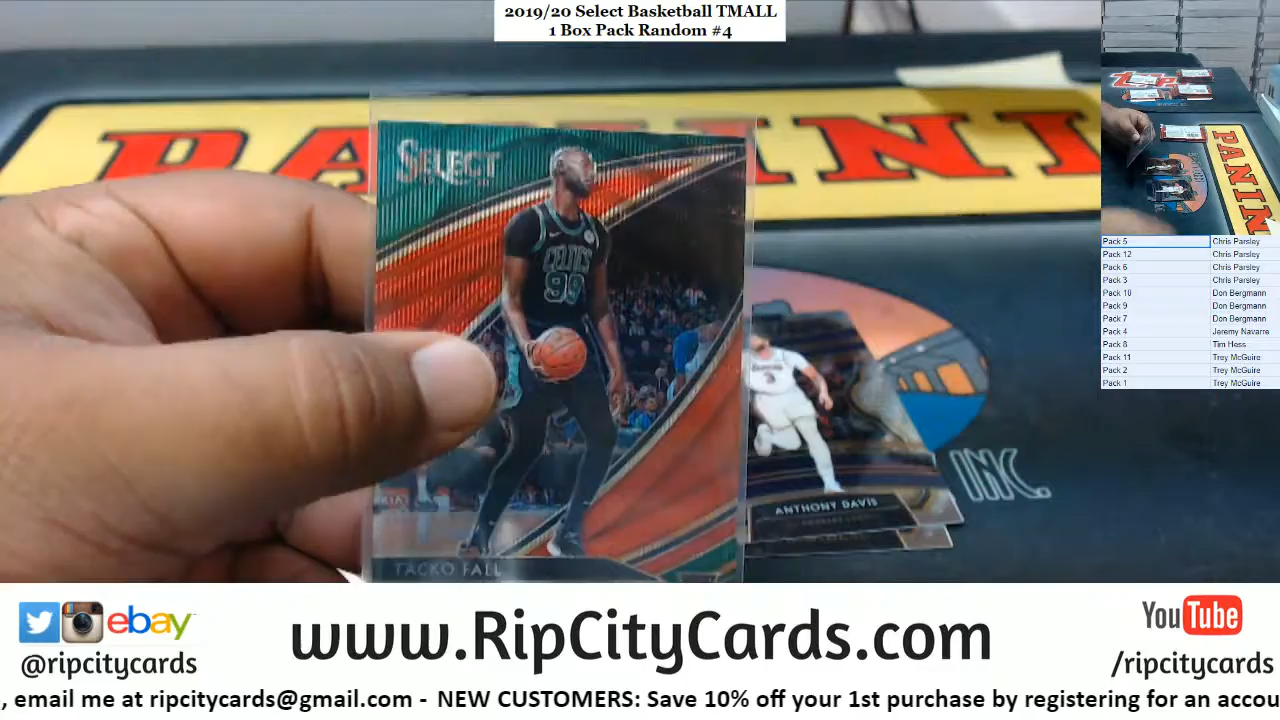 2019/20 Select Basketball TMALL
1 Box Pack Random #4
PANINI
SELECT
CELTICS
99
TACKO FALL
3
ANTHONY DAVIS
INC.
PANINI
Pack 5 Chris Parsley
Pack 12 Chris Parsley
Pack 6 Chris Parsley
Pack 3 Chris Parsley
Pack 10 Don Bergmann
Pack 9 Don Bergmann
Pack 7 Don Bergmann
Pack 4 Jeremy Navarre
Pack 8 Tim Hess
Pack 11 Trey McGuire
Pack 2 Trey McGuire
Pack 1 Trey McGuire
ebay
@ripcitycards
www.RipCityCards.com
YouTube
/ripcitycards
, email me at ripcitycards@gmail.com - NEW CUSTOMERS: Save 10% off your 1st purchase by registering for an accou